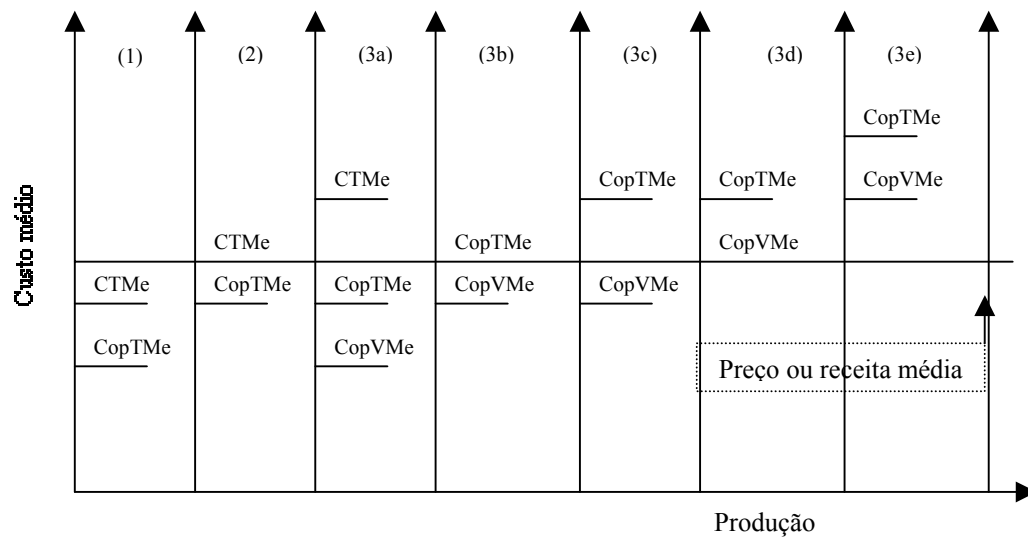 (1) (2) (3a) (3b) (3c) (3d) (3e)
CopTMe
CTMe CopTMe CopTMe CopVMe
CTMe CopTMe CopVMe
CTMe CopTMe CopTMe CopVMe CopVMe
CopTMe CopVMe Preço ou receita média
Custo médio
Produção